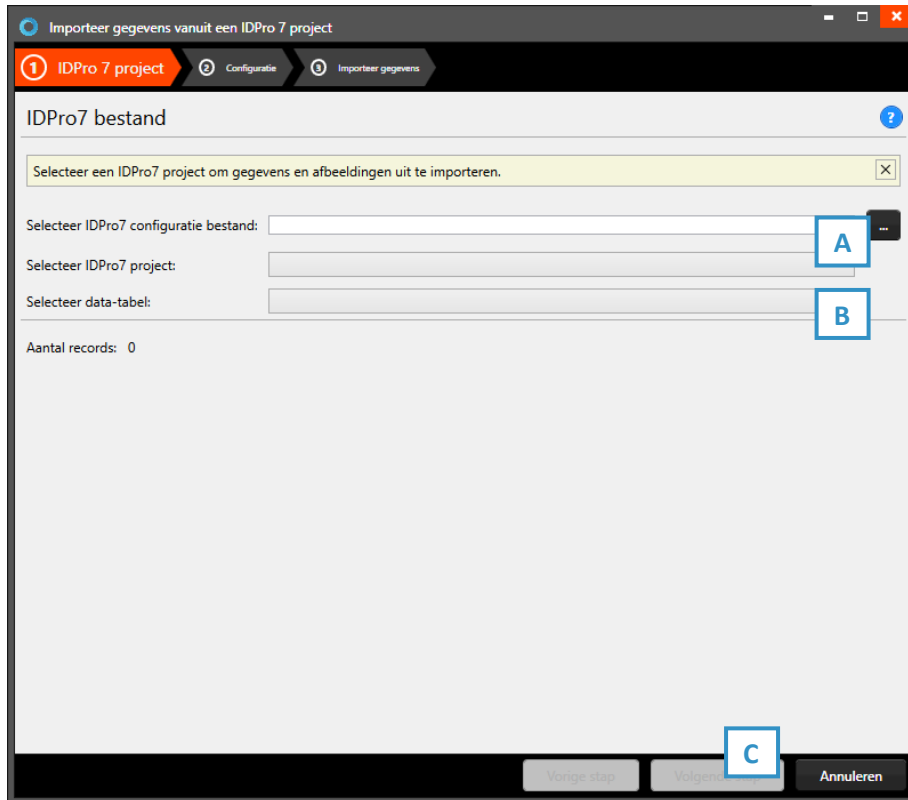 Importeer gegevens vanuit een IDPro 7 project
1 IDPro 7 project 2 Configuratie 3 Importeer gegevens
IDPro7 bestand
?
Selecteer een IDPro7 project om gegevens en afbeeldingen uit te importeren.
Selecteer IDPro7 configuratie bestand:
A
...
Selecteer IDPro7 project:
Selecteer data-tabel:
B
Aantal records: 0
C
Vorige stap
Annuleren